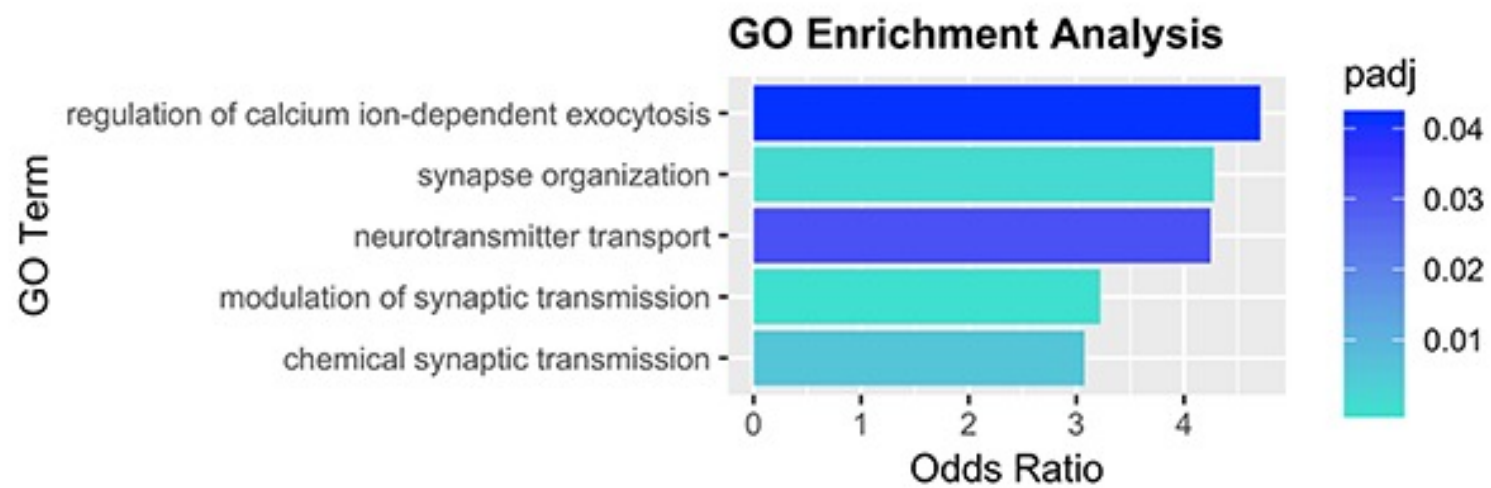 GO Enrichment Analysis
GO Term
regulation of calcium ion-dependent exocytosis
synapse organization
neurotransmitter transport
modulation of synaptic transmission
chemical synaptic transmission
0 1 2 3 4
Odds Ratio
padj
0.04
0.03
0.02
0.01